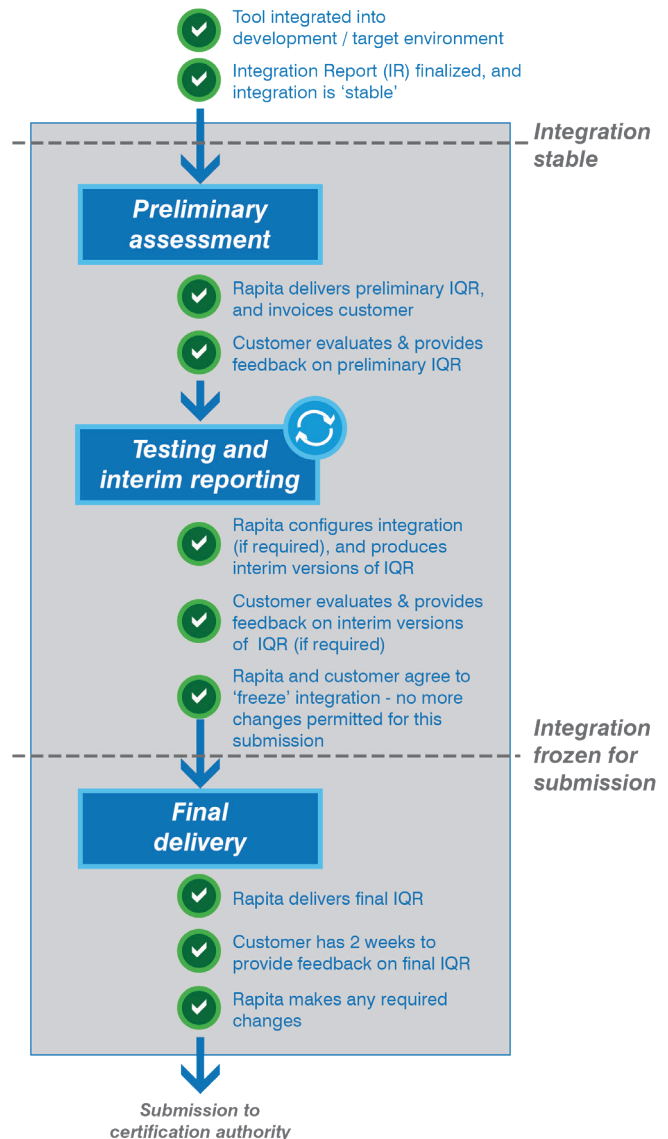 Tool integrated into
development / target environment
Integration Report (IR) finalized, and
integration is ‘stable’
Integration
stable
Preliminary
assessment
Rapita delivers preliminary IQR,
and invoices customer
Customer evaluates & provides
feedback on preliminary IQR
Testing and
interim reporting
Rapita configures integration
(if required), and produces
interim versions of IQR
Customer evaluates & provides
feedback on interim versions
of  IQR (if required)
Rapita and customer agree to
‘freeze’ integration - no more
changes permitted for this
submission
Integration
frozen for
submission
Final
delivery
Rapita delivers final IQR
Customer has 2 weeks to
provide feedback on final IQR
Rapita makes any required
changes
Submission to
certification authority